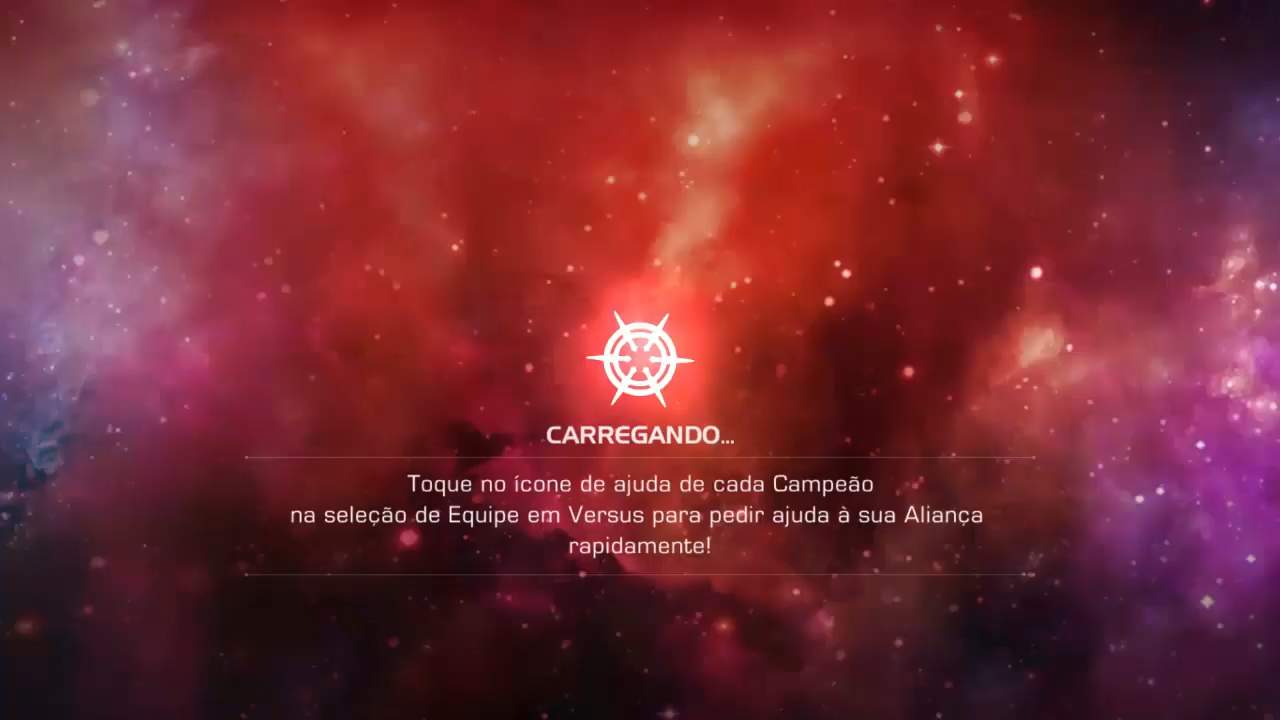 CARREGANDO...
Toque no ícone de ajuda de cada Campeão
na seleção de Equipe em Versus para pedir ajuda à sua Aliança
rapidamente!